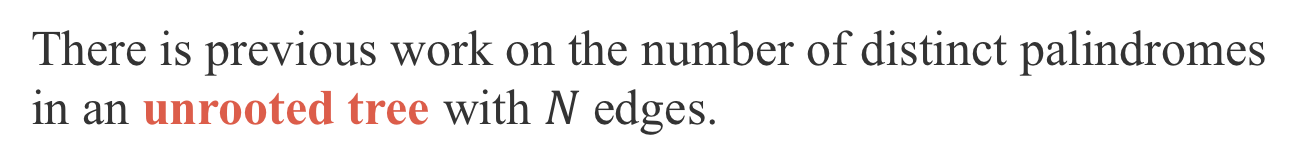 There is previous work on the number of distinct palindromes
in an unrooted tree with N edges.